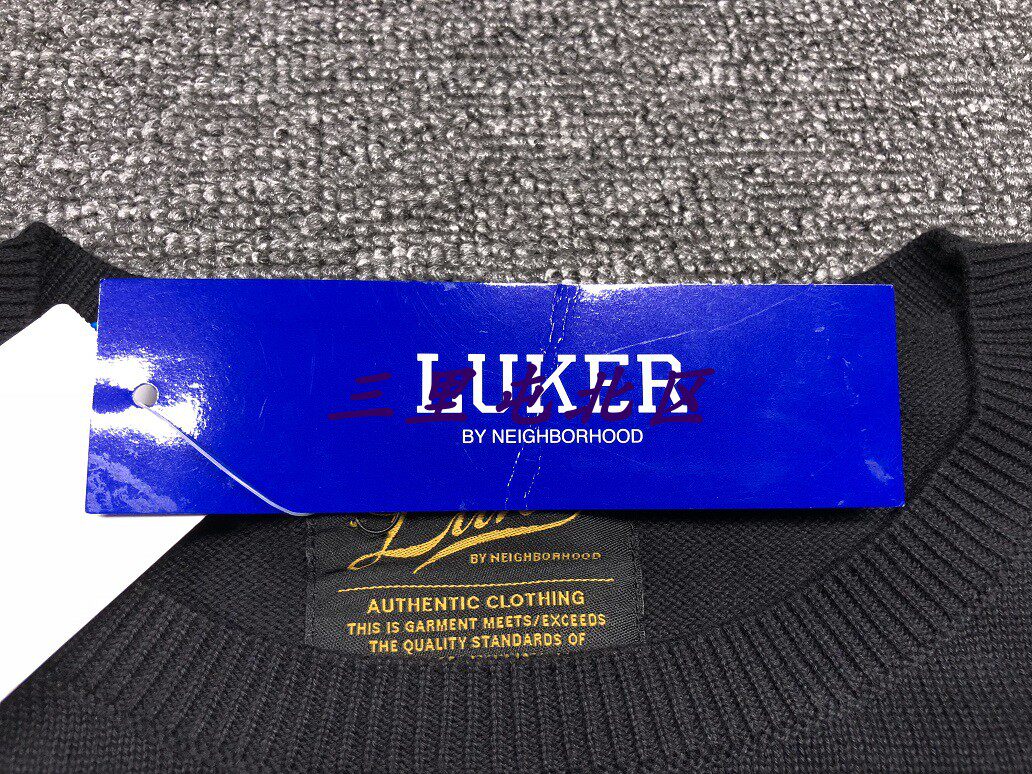 LUKER
三里屯北区
BY NEIGHBORHOOD
BY NEIGHBORHOOD
AUTHENTIC CLOTHING
THIS IS GARMENT MEETS/EXCEEDS
THE QUALITY STANDARDS OF